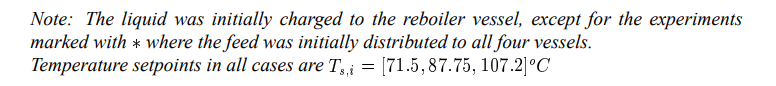 Note: The liquid was initially charged to the reboiler vessel, except for the experiments
marked with * where the feed was initially distributed to all four vessels.
Temperature setpoints in all cases are T_{s,i} = [71.5, 87.75, 107.2]°C